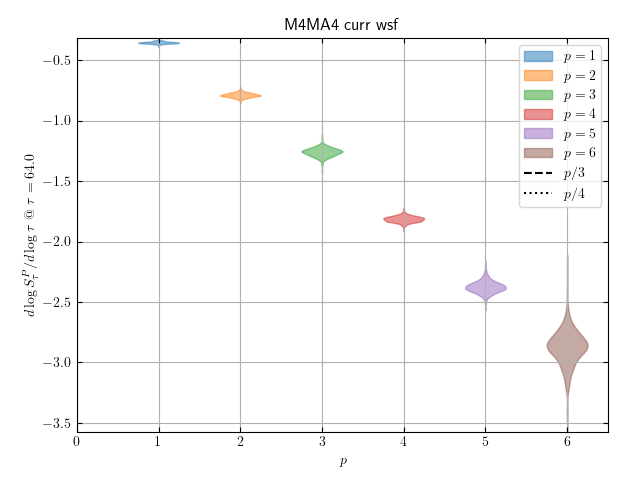 M4MA4 curr wsf
−0.5
−1.0
−1.5
−2.0
−2.5
−3.0
−3.5
d log S_τ^P / d log τ @ τ = 64.0
0 1 2 3 4 5 6
p
p = 1
p = 2
p = 3
p = 4
p = 5
p = 6
p/3
p/4